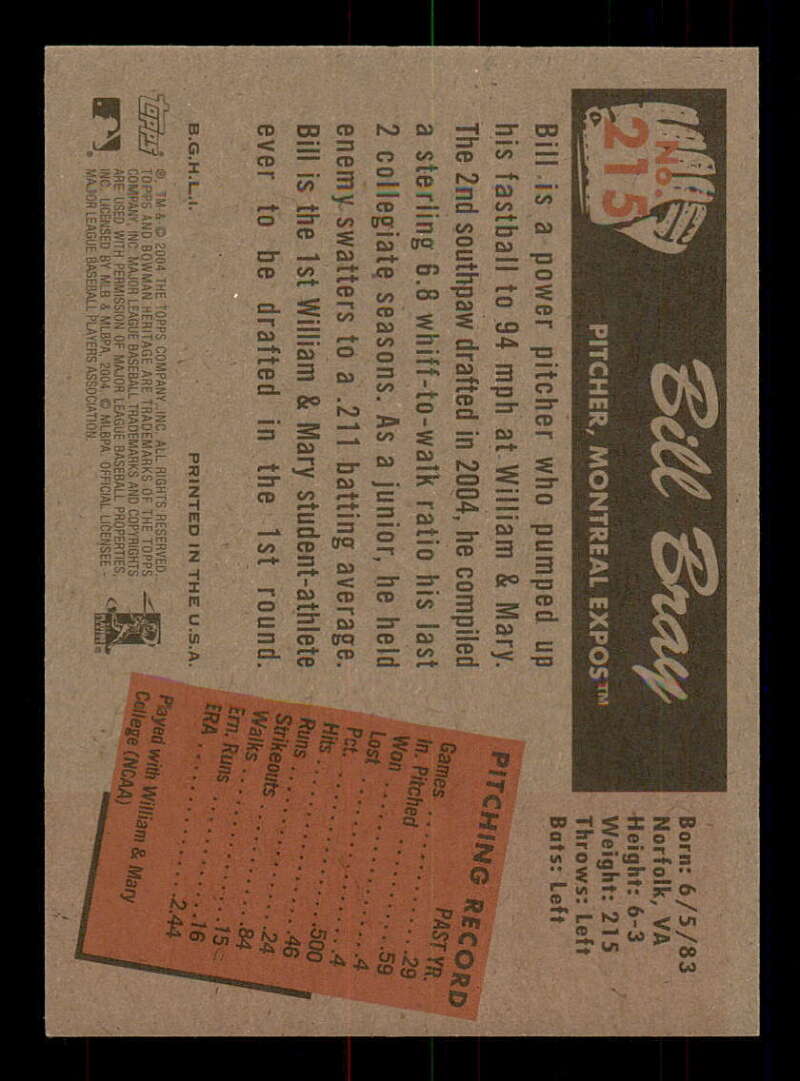 No.
215
Bill Bray
PITCHER, MONTREAL EXPOS™
Born: 6/5/83
Norfolk, VA
Height: 6-3
Weight: 215
Throws: Left
Bats: Left
Bill is a power pitcher who pumped up
his fastball to 94 mph at William & Mary.
The 2nd southpaw drafted in 2004, he compiled
a sterling 6.8 whiff-to-walk ratio his last
2 collegiate seasons. As a junior, he held
enemy swatters to a .211 batting average.
Bill is the 1st William & Mary student-athlete
ever to be drafted in the 1st round.
PITCHING RECORD
PAST YR.
Games ..........29
In. Pitched ..........59
Won ..........4
Lost ..........4
Pct. ..........500
Hits ..........46
Runs ..........24
Strikeouts ..........84
Walks ..........15
Ern. Runs ..........16
ERA ..........2.44
Played with William & Mary
College (NCAA)
B.G.H.L.I.
PRINTED IN THE U.S.A.
Topps
®, TM & © 2004 THE TOPPS COMPANY, INC. ALL RIGHTS RESERVED.
TOPPS AND BOWMAN HERITAGE ARE TRADEMARKS OF THE TOPPS
COMPANY, INC. MAJOR LEAGUE BASEBALL TRADEMARKS AND COPYRIGHTS
ARE USED WITH PERMISSION OF MAJOR LEAGUE BASEBALL PROPERTIES,
INC. LICENSED BY MLB & MLBPA, 2004. © MLBPA. OFFICIAL LICENSEE -
MAJOR LEAGUE BASEBALL PLAYERS ASSOCIATION.